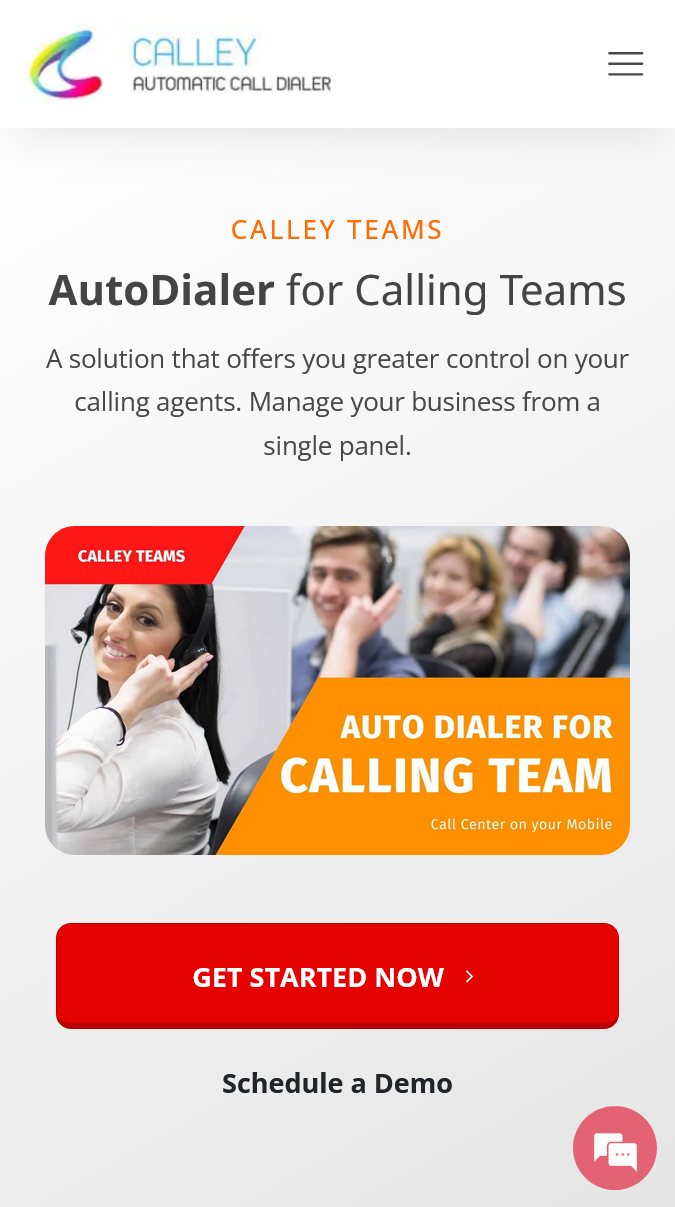 CALLEY
AUTOMATIC CALL DIALER
CALLEY TEAMS
AutoDialer for Calling Teams
A solution that offers you greater control on your
calling agents. Manage your business from a
single panel.
CALLEY TEAMS
AUTO DIALER FOR
CALLING TEAM
Call Center on your Mobile
GET STARTED NOW
Schedule a Demo